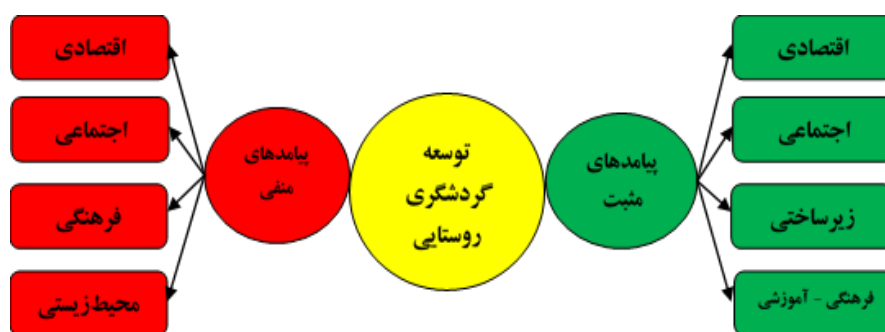 توسعه
گردشگری
روستایی
پیامدهای
مثبت
اقتصادی
اجتماعی
زیرساختی
فرهنگی - آموزشی
پیامدهای
منفی
اقتصادی
اجتماعی
فرهنگی
محیط‌زیستی